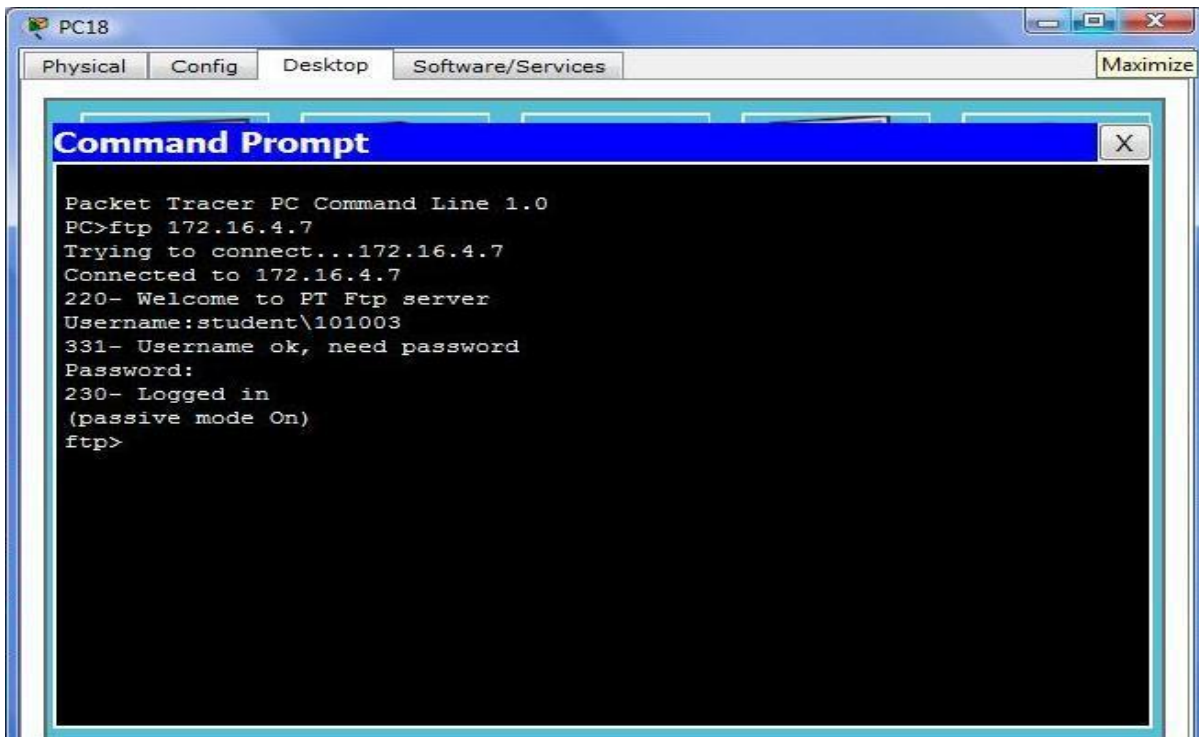 PC18
Physical Config Desktop Software/Services Maximize
Command Prompt X
Packet Tracer PC Command Line 1.0
PC>ftp 172.16.4.7
Trying to connect...172.16.4.7
Connected to 172.16.4.7
220- Welcome to PT Ftp server
Username:student\101003
331- Username ok, need password
Password:
230- Logged in
(passive mode On)
ftp>